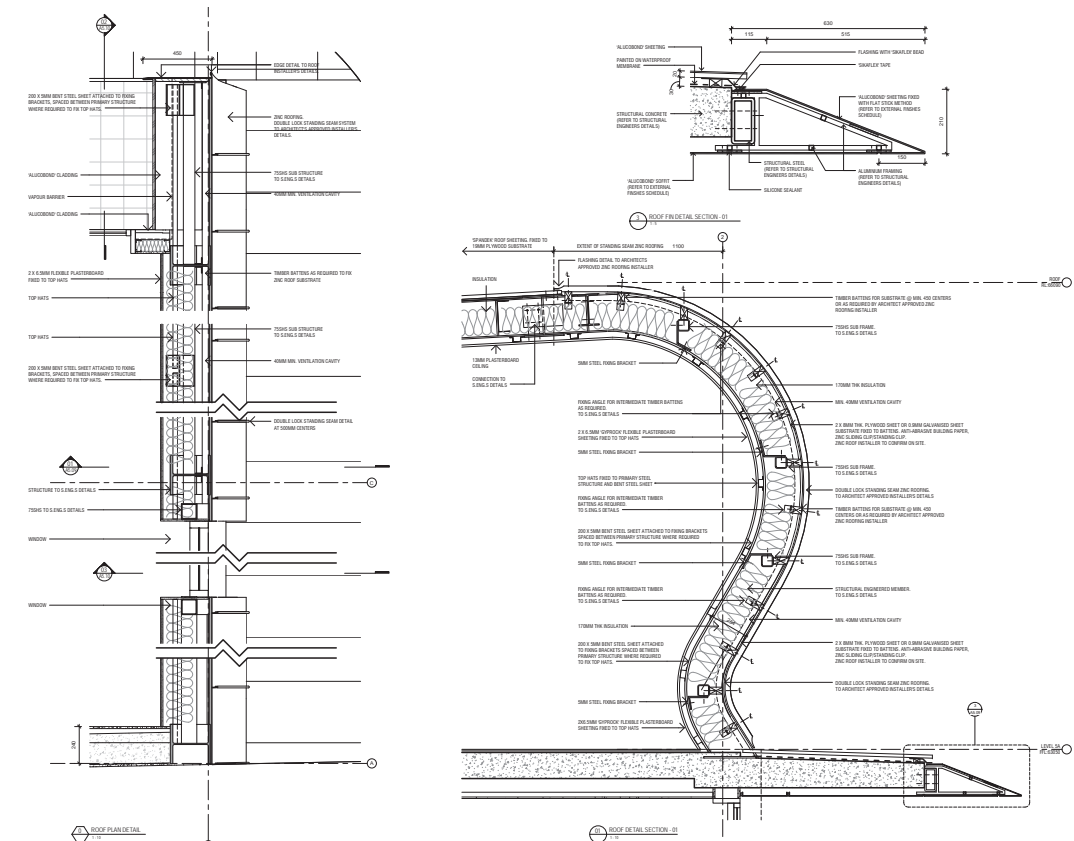 02
A5.10
450
EDGE DETAIL TO ROOF
INSTALLER'S DETAILS.
200 X 5MM BENT STEEL SHEET ATTACHED TO FIXING
BRACKETS, SPACED BETWEEN PRIMARY STRUCTURE
WHERE REQUIRED TO FIX TOP HATS.
ZINC ROOFING.
DOUBLE LOCK STANDING SEAM SYSTEM
TO ARCHITECTS APPROVED INSTALLER'S
DETAILS.
'ALUCOBOND' CLADDING
75SHS SUB STRUCTURE
TO S.ENG.S DETAILS
VAPOUR BARRIER
40MM MIN. VENTILATION CAVITY
'ALUCOBOND' CLADDING
2 X 6.5MM FLEXIBLE PLASTERBOARD
FIXED TO TOP HATS
TIMBER BATTENS AS REQUIRED TO FIX
ZINC ROOF SUBSTRATE
TOP HATS
75SHS SUB STRUCTURE
TO S.ENG.S DETAILS
TOP HATS
40MM MIN. VENTILATION CAVITY
200 X 5MM BENT STEEL SHEET ATTACHED TO FIXING
BRACKETS, SPACED BETWEEN PRIMARY STRUCTURE
WHERE REQUIRED TO FIX TOP HATS.
DOUBLE LOCK STANDING SEAM DETAIL
AT 500MM CENTERS
STRUCTURE TO S.ENG.S DETAILS
C
75SHS TO S.ENG.S DETAILS
WINDOW
03
WINDOW
240
A
ROOF PLAN DETAIL
1 : 10
630
115
515
'ALUCOBOND' SHEETING
PAINTED ON WATERPROOF
MEMBRANE
FLASHING WITH 'SIKAFLEX' BEAD
'SIKAFLEX' TAPE
20
30
STRUCTURAL CONCRETE
(REFER TO STRUCTURAL
ENGINEERS DETAILS)
'ALUCOBOND' SHEETING FIXED
WITH FLAT STICK METHOD
(REFER TO EXTERNAL FINISHES
SCHEDULE)
210
150
STRUCTURAL STEEL
(REFER TO STRUCTURAL
ENGINEERS DETAILS)
ALUMINIUM FRAMING
(REFER TO STRUCTURAL
ENGINEERS DETAILS)
'ALUCOBOND' SOFFIT
(REFER TO EXTERNAL
FINISHES SCHEDULE)
SILICONE SEALANT
3
ROOF FIN DETAIL SECTION - 01
1 : 5
2
'SPANDEK' ROOF SHEETING. FIXED TO
19MM PLYWOOD SUBSTRATE
EXTENT OF STANDING SEAM ZINC ROOFING
1100
FLASHING DETAIL TO ARCHITECTS
APPROVED ZINC ROOFING INSTALLER
INSULATION
ROOF
TIMBER BATTENS FOR SUBSTRATE @ MIN. 450 CENTERS
OR AS REQUIRED BY ARCHITECT APPROVED ZINC
ROOFING INSTALLER
75SHS SUB FRAME.
TO S.ENG.S DETAILS
13MM PLASTERBOARD
CEILING
5MM STEEL FIXING BRACKET
CONNECTION TO
S.ENG.S DETAILS
170MM THK INSULATION
FIXING ANGLE FOR INTERMEDIATE TIMBER BATTENS
AS REQUIRED.
TO S.ENG.S DETAILS
MIN. 40MM VENTILATION CAVITY
2 X 6.5MM 'GYPROCK' FLEXIBLE PLASTERBOARD
SHEETING FIXED TO TOP HATS
2 X 8MM THK. PLYWOOD SHEET OR 0.9MM GALVANISED SHEET
SUBSTRATE FIXED TO BATTENS. ANTI-ABRASIVE BUILDING PAPER,
ZINC SLIDING CLIP/STANDING CLIP.
ZINC ROOF INSTALLER TO CONFIRM ON SITE.
5MM STEEL FIXING BRACKET
75SHS SUB FRAME.
TO S.ENG.S DETAILS
TOP HATS FIXED TO PRIMARY STEEL
STRUCTURE AND BENT STEEL SHEET
DOUBLE LOCK STANDING SEAM ZINC ROOFING.
TO ARCHITECT APPROVED INSTALLER'S DETAILS
FIXING ANGLE FOR INTERMEDIATE TIMBER
BATTENS AS REQUIRED.
TO S.ENG.S DETAILS
TIMBER BATTENS FOR SUBSTRATE @ MIN. 450
CENTERS OR AS REQUIRED BY ARCHITECT APPROVED
ZINC ROOFING INSTALLER
200 X 5MM BENT STEEL SHEET ATTACHED TO FIXING BRACKETS
SPACED BETWEEN PRIMARY STRUCTURE WHERE REQUIRED
TO FIX TOP HATS.
75SHS SUB FRAME.
TO S.ENG.S DETAILS
5MM STEEL FIXING BRACKET
FIXING ANGLE FOR INTERMEDIATE TIMBER
BATTENS AS REQUIRED.
TO S.ENG.S DETAILS
STRUCTURAL ENGINEERED MEMBER.
TO S.ENG.S DETAILS
170MM THK INSULATION
MIN. 40MM VENTILATION CAVITY
200 X 5MM BENT STEEL SHEET ATTACHED
TO FIXING BRACKETS SPACED BETWEEN
PRIMARY STRUCTURE WHERE REQUIRED
TO FIX TOP HATS.
2 X 8MM THK. PLYWOOD SHEET OR 0.9MM GALVANISED SHEET
SUBSTRATE FIXED TO BATTENS. ANTI-ABRASIVE BUILDING PAPER,
ZINC SLIDING CLIP/STANDING CLIP.
ZINC ROOF INSTALLER TO CONFIRM ON SITE.
DOUBLE LOCK STANDING SEAM ZINC ROOFING.
TO ARCHITECT APPROVED INSTALLER'S DETAILS
5MM STEEL FIXING BRACKET
2X6.5MM 'GYPROCK' FLEXIBLE PLASTERBOARD
SHEETING FIXED TO TOP HATS
LEVEL 5A
01
ROOF DETAIL SECTION - 01
1 : 10